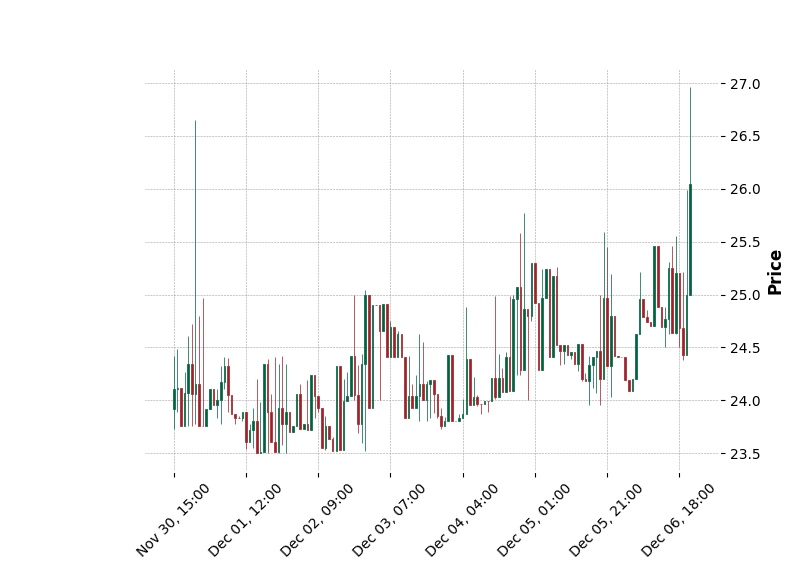 27.0
26.5
26.0
25.5
25.0
24.5
24.0
23.5
Price
Nov 30, 15:00
Dec 01, 12:00
Dec 02, 09:00
Dec 03, 07:00
Dec 04, 04:00
Dec 05, 01:00
Dec 05, 21:00
Dec 06, 18:00